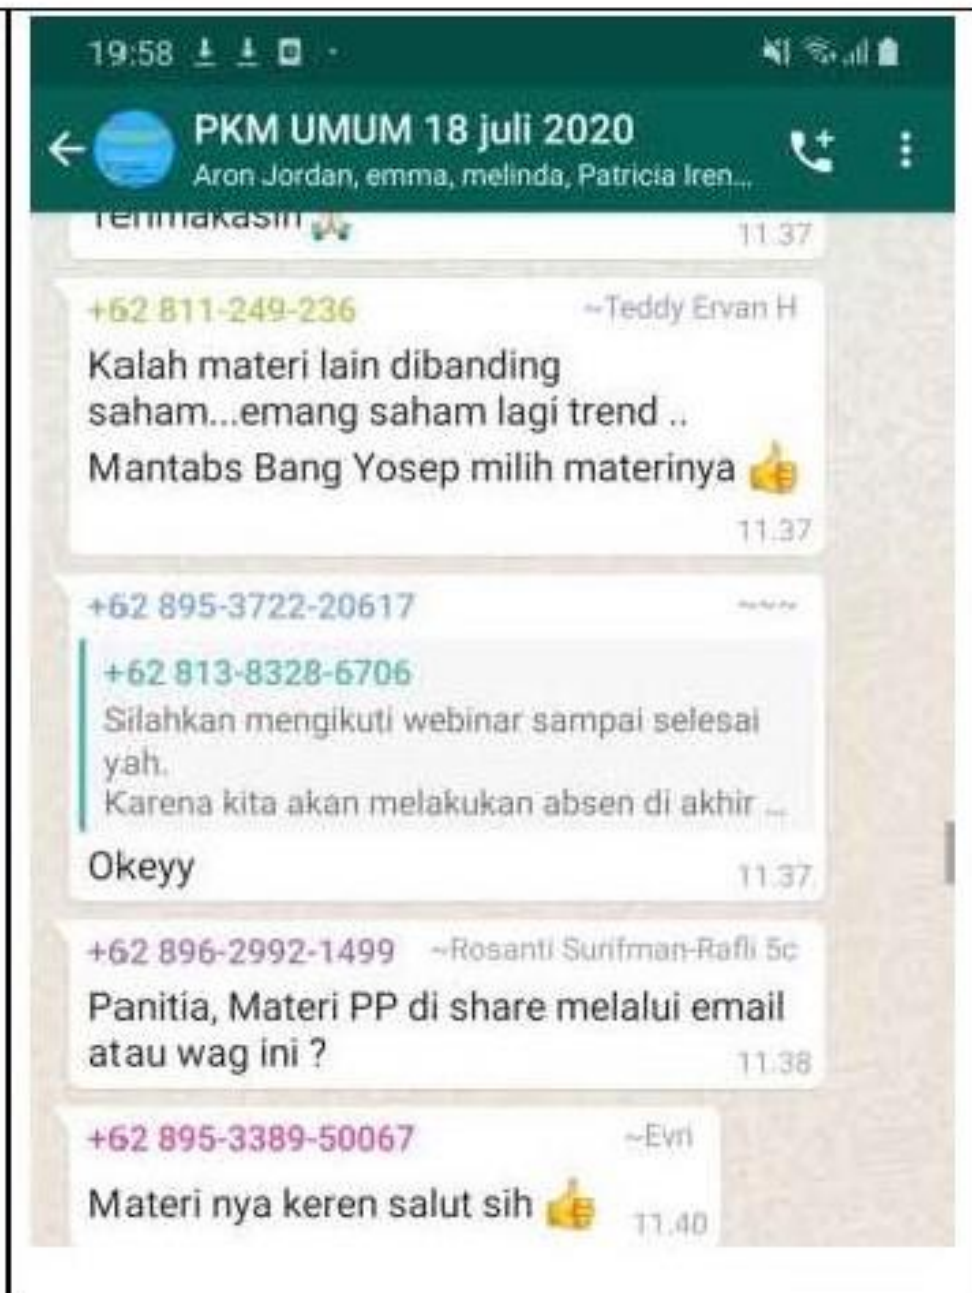 19:58
PKM UMUM 18 juli 2020
Aron Jordan, emma, melinda, Patricia Iren...
Terimakasih 🙏🏻
11.37
+62 811-249-236 ~Teddy Ervan H
Kalah materi lain dibanding
saham...emang saham lagi trend ..
Mantabs Bang Yosep milih materinya 👍
11.37
+62 895-3722-20617 ~~~~
+62 813-8328-6706
Silahkan mengikuti webinar sampai selesai
yah.
Karena kita akan melakukan absen di akhir ...
Okeyy 11.37
+62 896-2992-1499 ~Rosanti Surifman-Rafli 5c
Panitia, Materi PP di share melalui email
atau wag ini ? 11.38
+62 895-3389-50067 ~Evri
Materi nya keren salut sih 👍 11.40